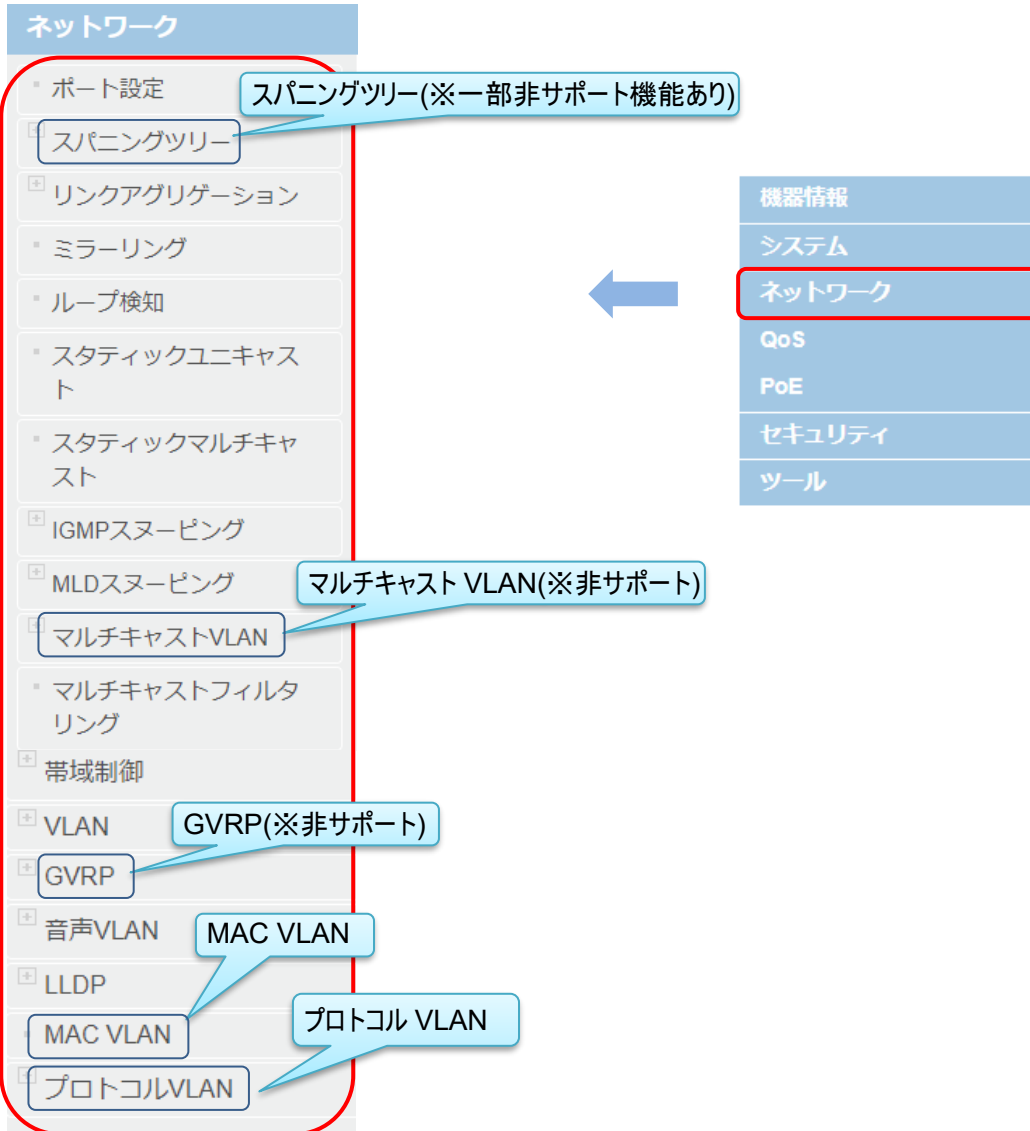 ネットワーク
ポート設定
スパニングツリー(※一部非サポート機能あり)
スパニングツリー
リンクアグリゲーション
ミラーリング
ループ検知
スタティックユニキャス
ト
スタティックマルチキャ
スト
IGMPスヌーピング
MLDスヌーピング
マルチキャスト VLAN(※非サポート)
マルチキャストVLAN
マルチキャストフィルタ
リング
帯域制御
VLAN
GVRP(※非サポート)
GVRP
音声VLAN
MAC VLAN
LLDP
プロトコル VLAN
MAC VLAN
プロトコルVLAN
機器情報
システム
ネットワーク
QoS
PoE
セキュリティ
ツール